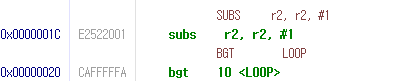 SUBS r2, r2, #1
0x0000001C E2522001 subs r2, r2, #1
BGT LOOP
0x00000020 CAFFFFFA bgt 10 <LOOP>